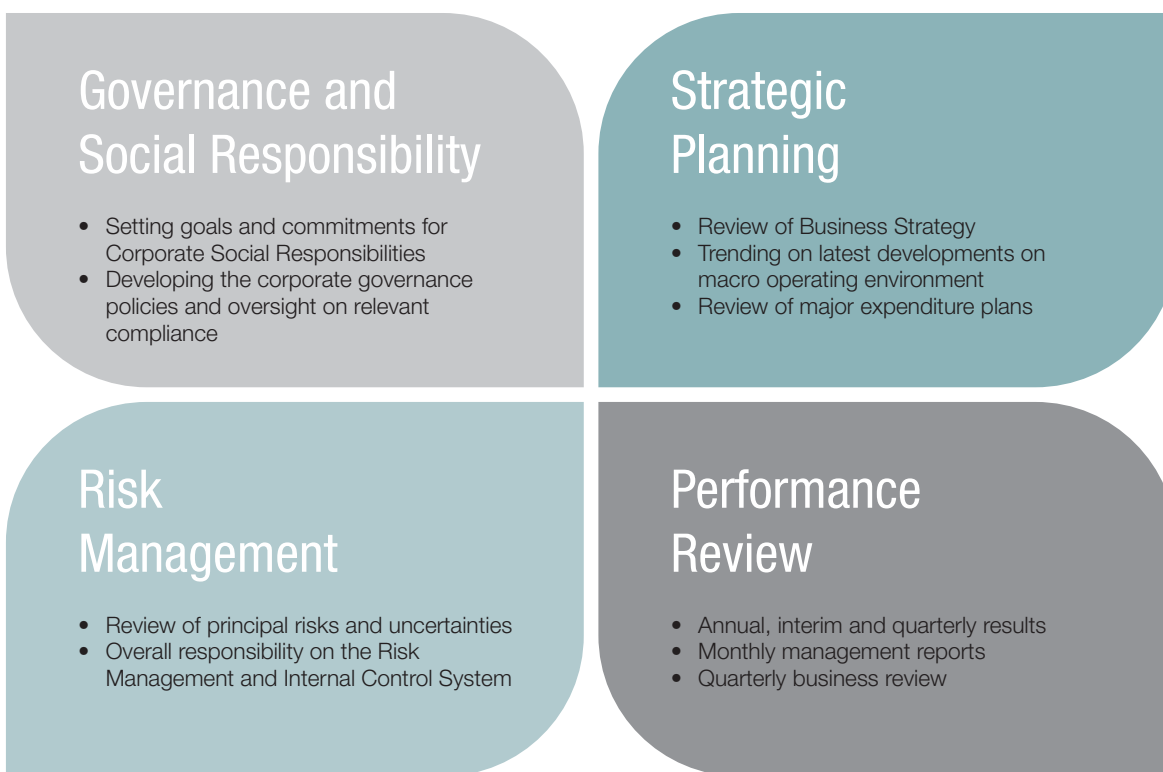 Governance and
Social Responsibility
• Setting goals and commitments for
Corporate Social Responsibilities
• Developing the corporate governance
policies and oversight on relevant
compliance
Strategic
Planning
• Review of Business Strategy
• Trending on latest developments on
macro operating environment
• Review of major expenditure plans
Risk
Management
• Review of principal risks and uncertainties
• Overall responsibility on the Risk
Management and Internal Control System
Performance
Review
• Annual, interim and quarterly results
• Monthly management reports
• Quarterly business review